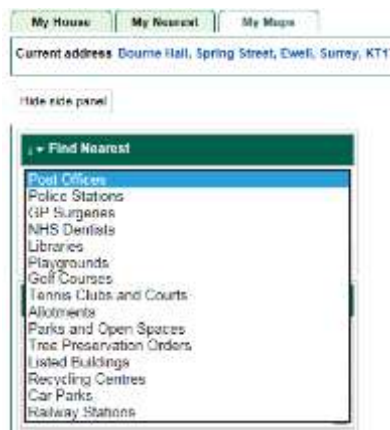 My House My Nearest My Maps
Current address Bourne Hall, Spring Street, Ewell, Surrey, KT1
Hide side panel
Find Nearest
Post Offices
Police Stations
GP Surgeries
NHS Dentists
Libraries
Playgrounds
Golf Courses
Tennis Clubs and Courts
Allotments
Parks and Open Spaces
Tree Preservation Orders
Listed Buildings
Recycling Centres
Car Parks
Railway Stations